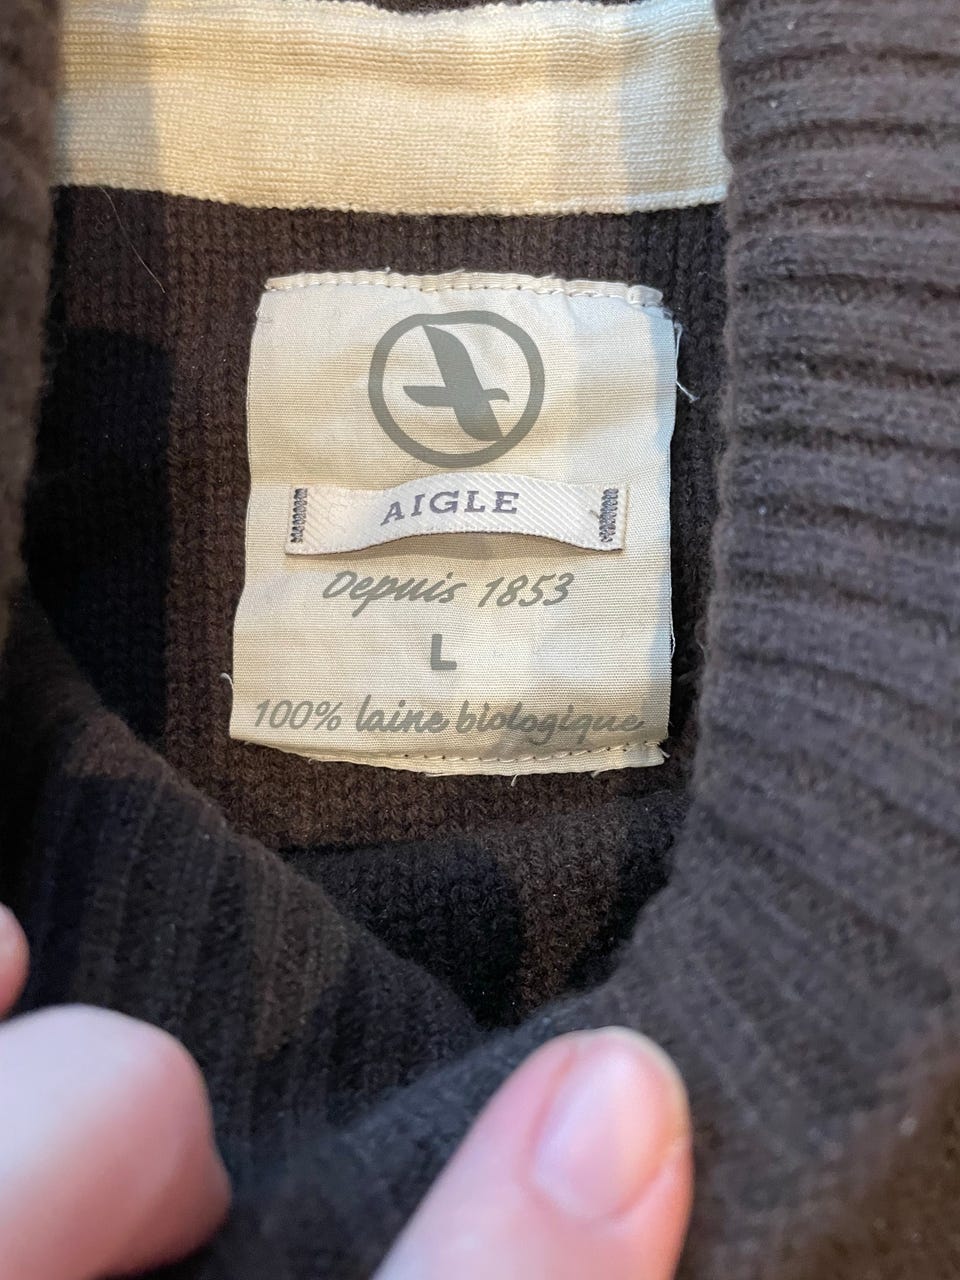 AIGLE
Depuis 1853
L
100% laine biologique